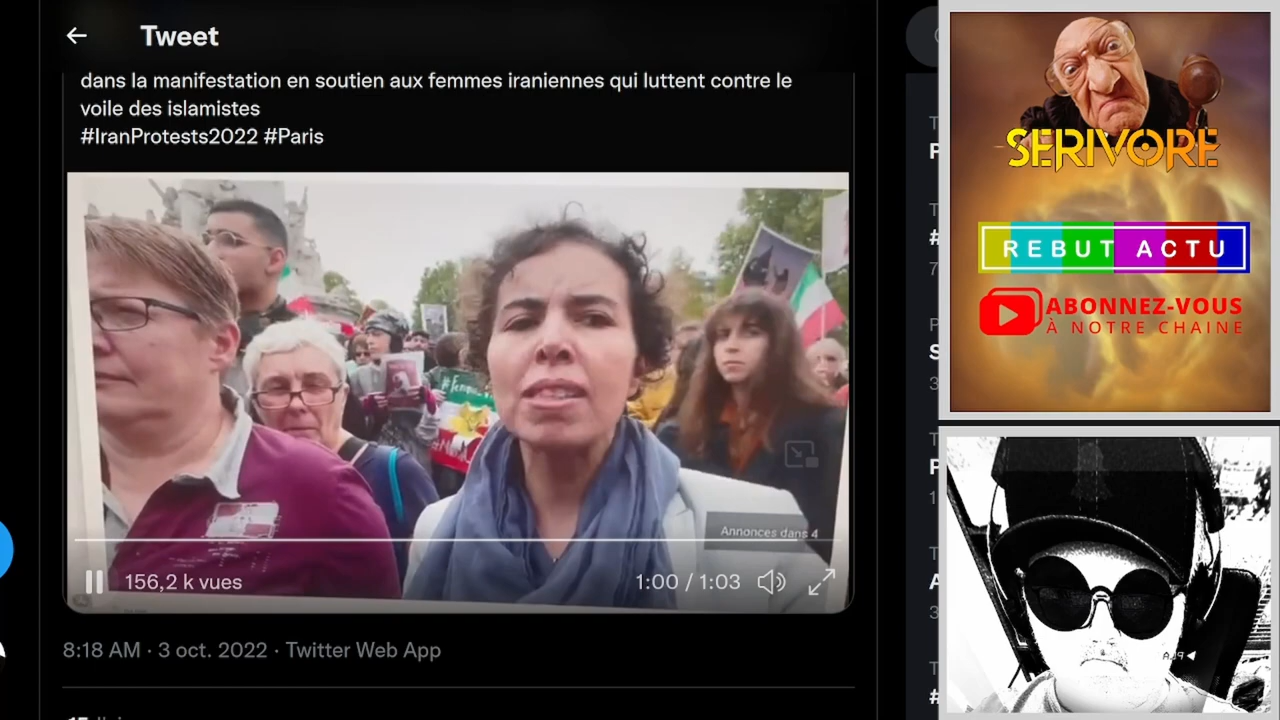 Tweet
dans la manifestation en soutien aux femmes iraniennes qui luttent contre le
voile des islamistes
#IranProtests2022 #Paris
Annonces dans 4
156,2 k vues
1:00 / 1:03
8:18 AM · 3 oct. 2022 · Twitter Web App
SERIVORE
REBUT ACTU
ABONNEZ-VOUS
À NOTRE CHAINE